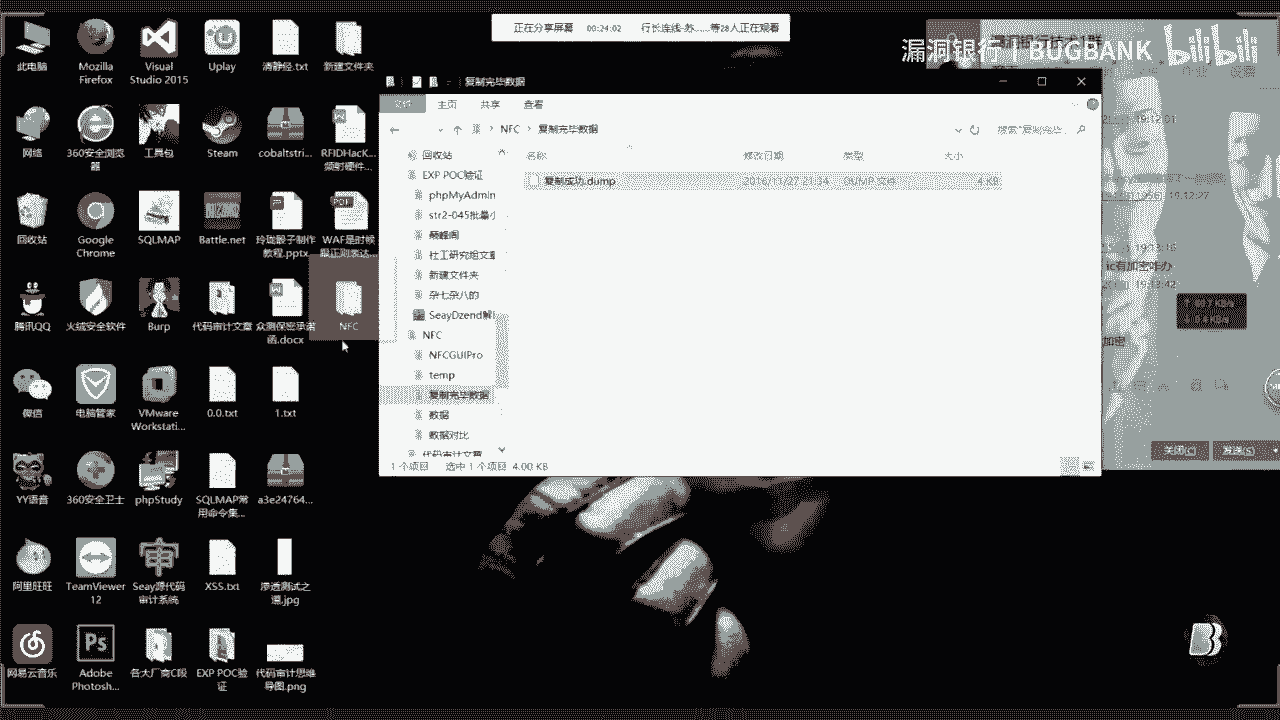 正在分享屏幕 00:24:02 行长连线-苏……等28人正在观看
漏洞银行 BUGBANK bilibili
此电脑
Mozilla Firefox
Visual Studio 2015
Uplay
清静经.txt
新建文件夹
网络
360安全浏览器
工具包
Steam
cobaltstri...
RFIDHacK...
频射硬件...
回收站
Google Chrome
SQLMAP
Battle.net
玲珑骰子制作教程.pptx
WAF是时候跟正则表达...
腾讯QQ
火绒安全软件
Burp
代码审计文章
众测保密承诺函.docx
NFC
微信
电脑管家
VMware Workstati...
0.0.txt
1.txt
YY语音
360安全卫士
phpStudy
SQLMAP常用命令集...
a3e24764...
阿里旺旺
TeamViewer 12
Seay源代码审计系统
XSS.txt
渗透测试之道.jpg
网易云音乐
Adobe Photosh...
各大厂商C段
EXP POC验证
代码审计思维导图.png
复制完毕数据
文件 主页 共享 查看
NFC › 复制完毕数据
搜索"复制完毕...
名称 修改日期 类型 大小
复制成功.dump
回收站
EXP POC验证
phpMyAdmin
str2-045批量小
巅峰阁
社工研究组文章
新建文件夹
杂七杂八的
SeayDzend解
NFC
NFCGUIPro
temp
复制完毕数据
数据
数据对比
代码审计文章
1 个项目 选中 1 个项目 4.00 KB
19:12:27
ic有加密咋办
19:13:42
加密
关闭(C)
发送(S)